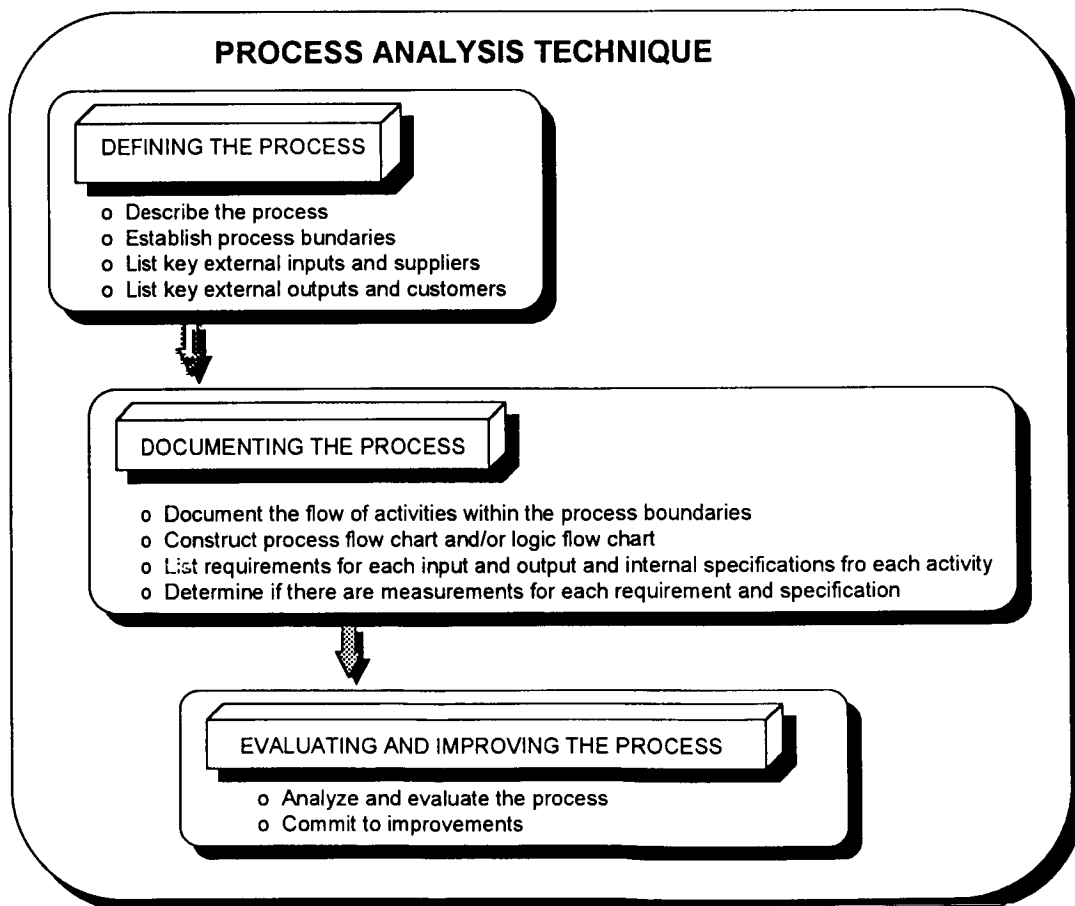 PROCESS ANALYSIS TECHNIQUE
DEFINING THE PROCESS
o Describe the process
o Establish process bundaries
o List key external inputs and suppliers
o List key external outputs and customers
DOCUMENTING THE PROCESS
o Document the flow of activities within the process boundaries
o Construct process flow chart and/or logic flow chart
o List requirements for each input and output and internal specifications fro each activity
o Determine if there are measurements for each requirement and specification
EVALUATING AND IMPROVING THE PROCESS
o Analyze and evaluate the process
o Commit to improvements